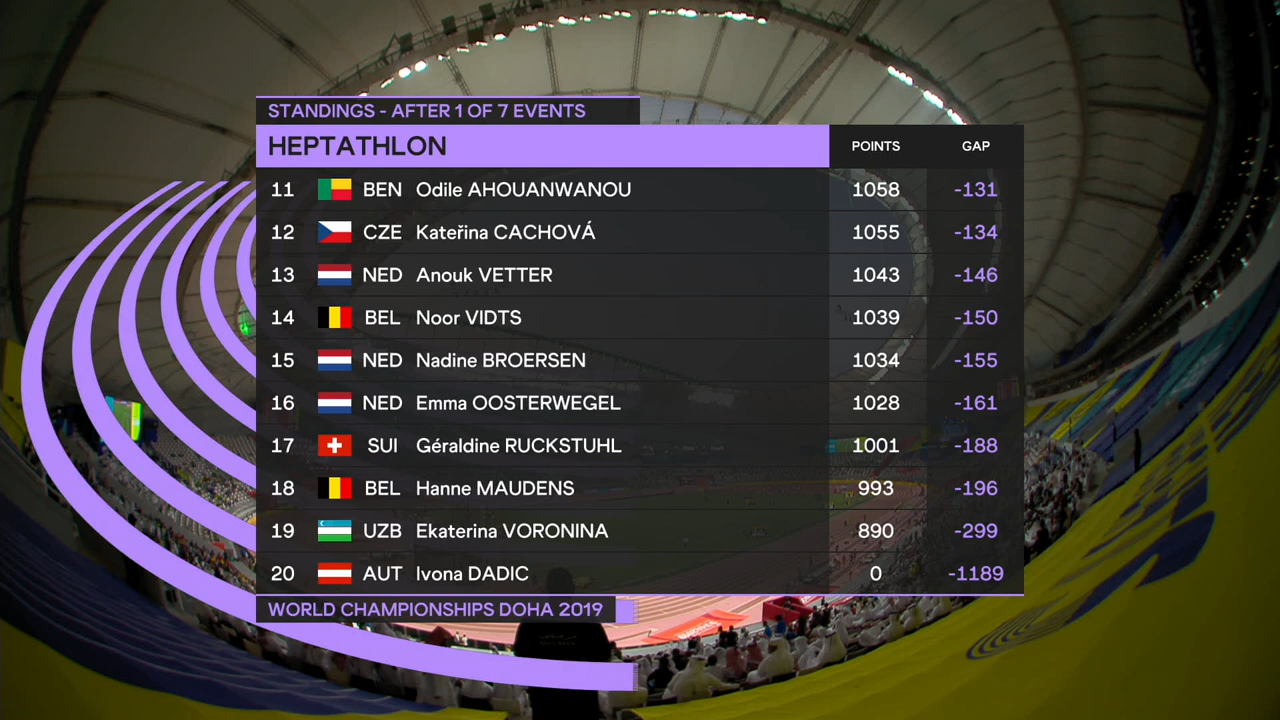 STANDINGS - AFTER 1 OF 7 EVENTS
HEPTATHLON POINTS GAP
11 BEN Odile AHOUANWANOU 1058 -131
12 CZE Kateřina CACHOVÁ 1055 -134
13 NED Anouk VETTER 1043 -146
14 BEL Noor VIDTS 1039 -150
15 NED Nadine BROERSEN 1034 -155
16 NED Emma OOSTERWEGEL 1028 -161
17 SUI Géraldine RUCKSTUHL 1001 -188
18 BEL Hanne MAUDENS 993 -196
19 UZB Ekaterina VORONINA 890 -299
20 AUT Ivona DADIC 0 -1189
WORLD CHAMPIONSHIPS DOHA 2019